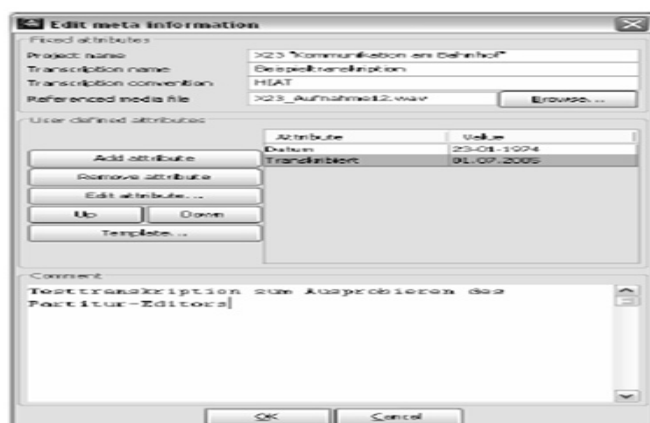 Edit meta information
Fixed attributes
Project name X23 "Kommunikation am Bahnhof"
Transcription name Beispieltranskription
Transcription convention HIAT
Referenced media file X23_Aufnahme12.wav Browse...
User defined attributes
Attribute Value
Datum 23-01-1974
Transkribiert 01.07.2005
Add attribute
Remove attribute
Edit attribute...
Up Down
Template...
Comment
Testtranskription zum Ausprobieren des
Partitur-Editors
OK Cancel